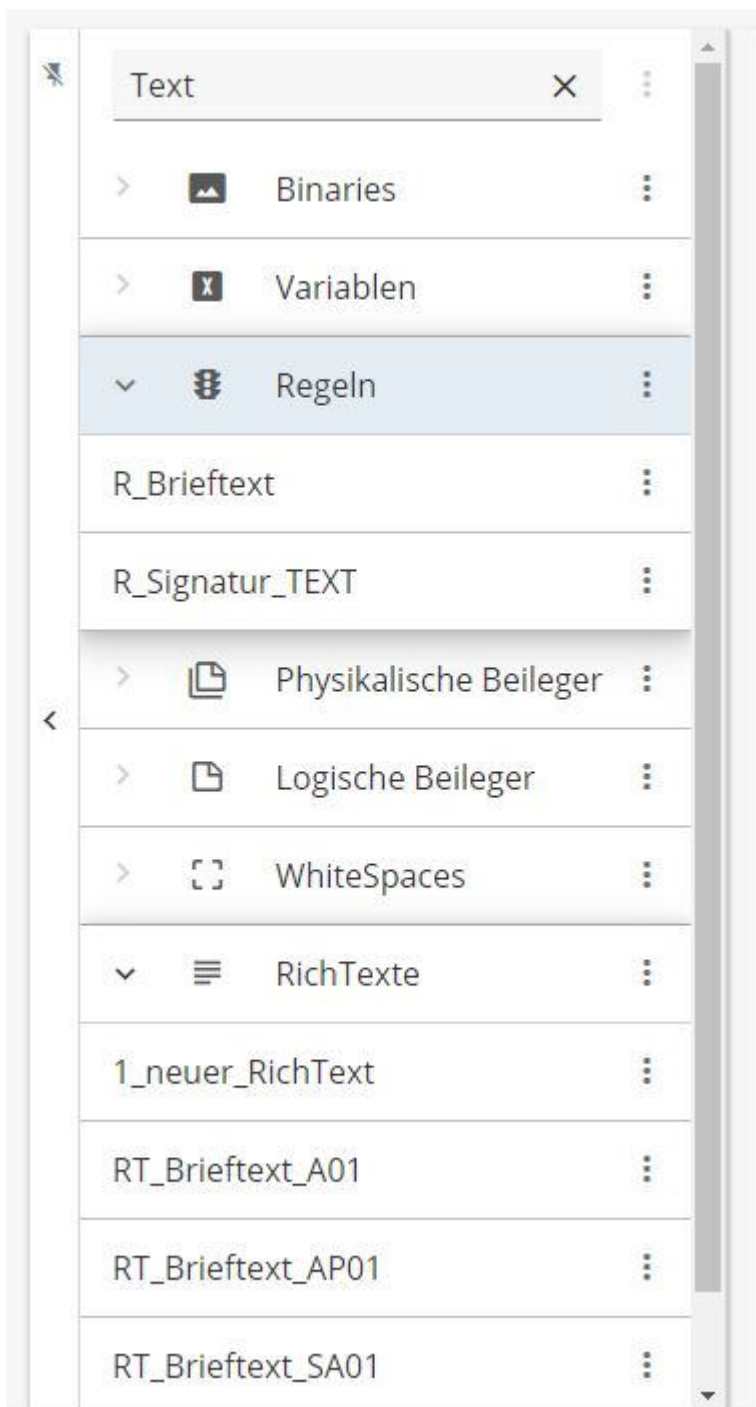 Text
Binaries
Variablen
Regeln
R_Brieftext
R_Signatur_TEXT
Physikalische Beileger
Logische Beileger
WhiteSpaces
RichTexte
1_neuer_RichText
RT_Brieftext_A01
RT_Brieftext_AP01
RT_Brieftext_SA01